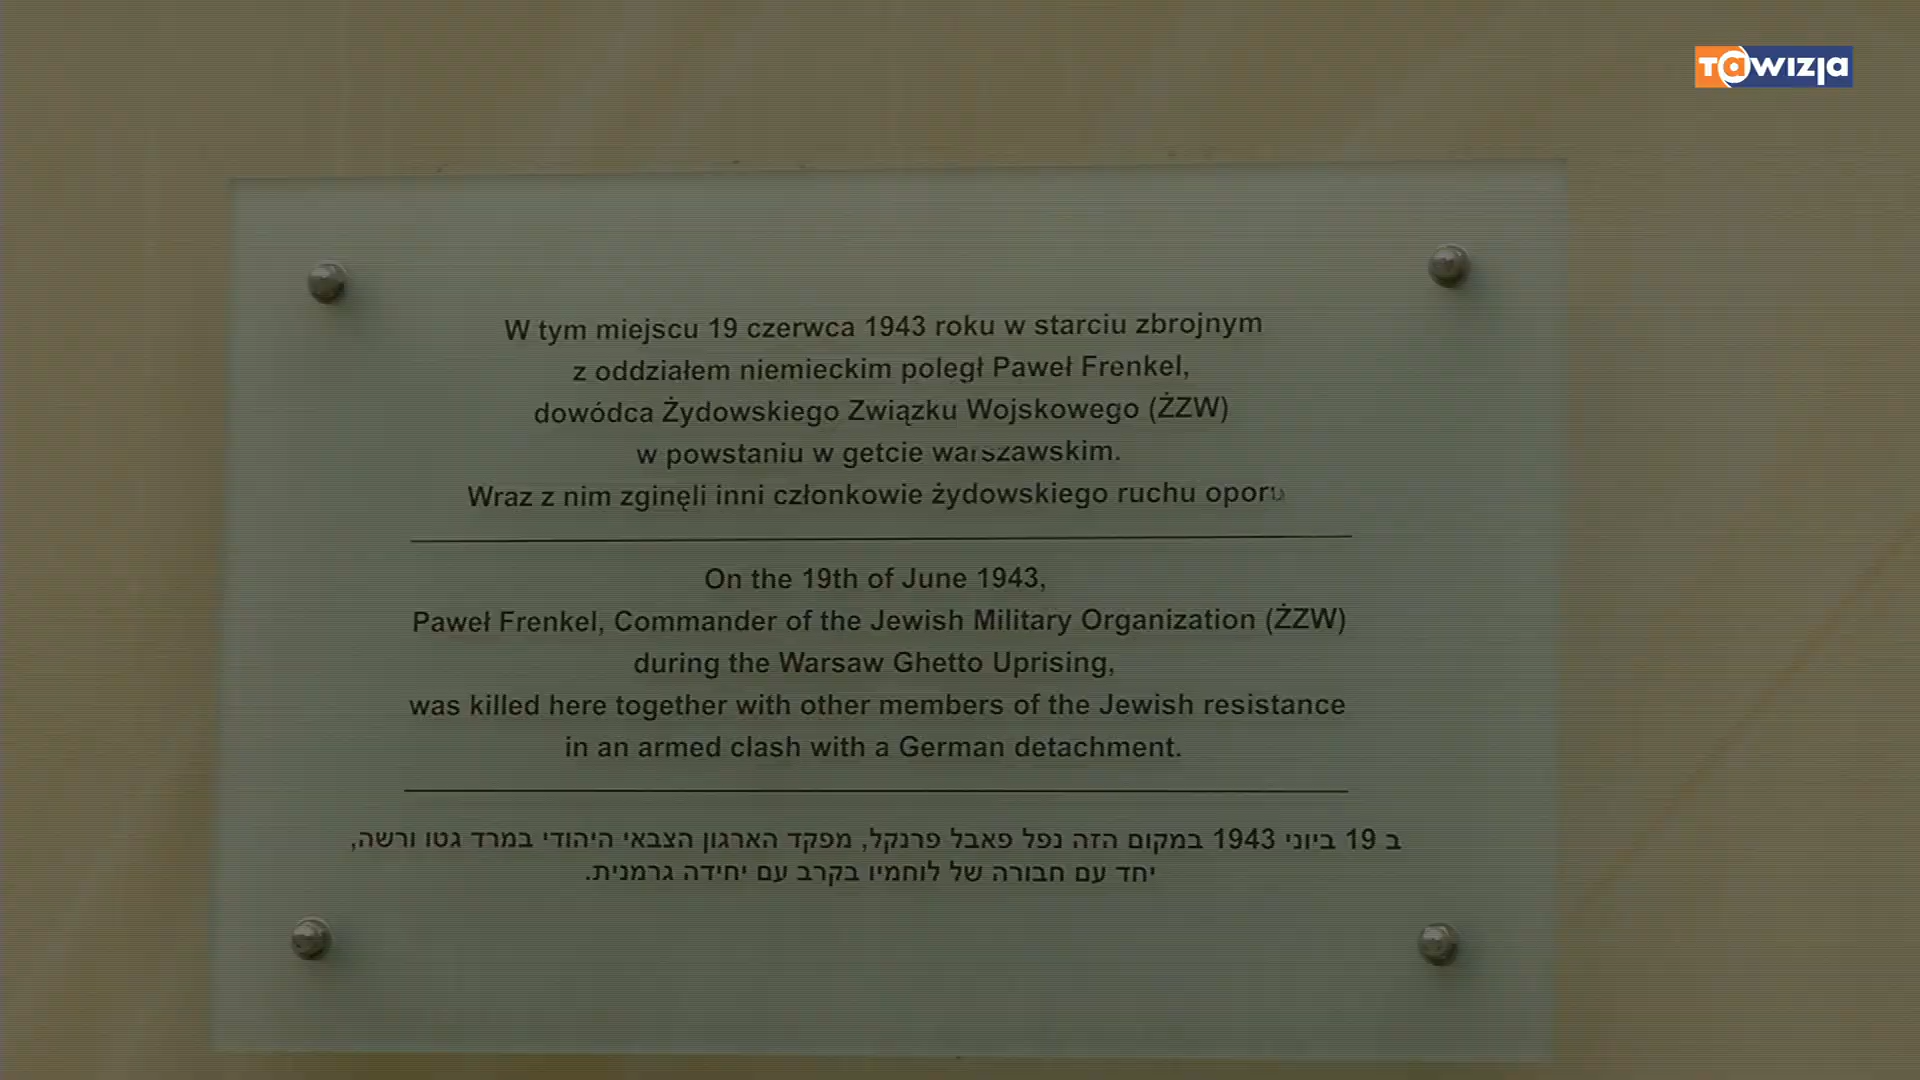 TAWIZJA
W tym miejscu 19 czerwca 1943 roku w starciu zbrojnym
z oddziałem niemieckim poległ Paweł Frenkel,
dowódca Żydowskiego Związku Wojskowego (ŻZW)
w powstaniu w getcie warszawskim.
Wraz z nim zginęli inni członkowie żydowskiego ruchu oporu
On the 19th of June 1943,
Paweł Frenkel, Commander of the Jewish Military Organization (ŻZW)
during the Warsaw Ghetto Uprising,
was killed here together with other members of the Jewish resistance
in an armed clash with a German detachment.
ב 19 ביוני 1943 במקום הזה נפל פאבל פרנקל, מפקד הארגון הצבאי היהודי במרד גטו ורשה,
יחד עם חבורה של לוחמיו בקרב עם יחידה גרמנית.